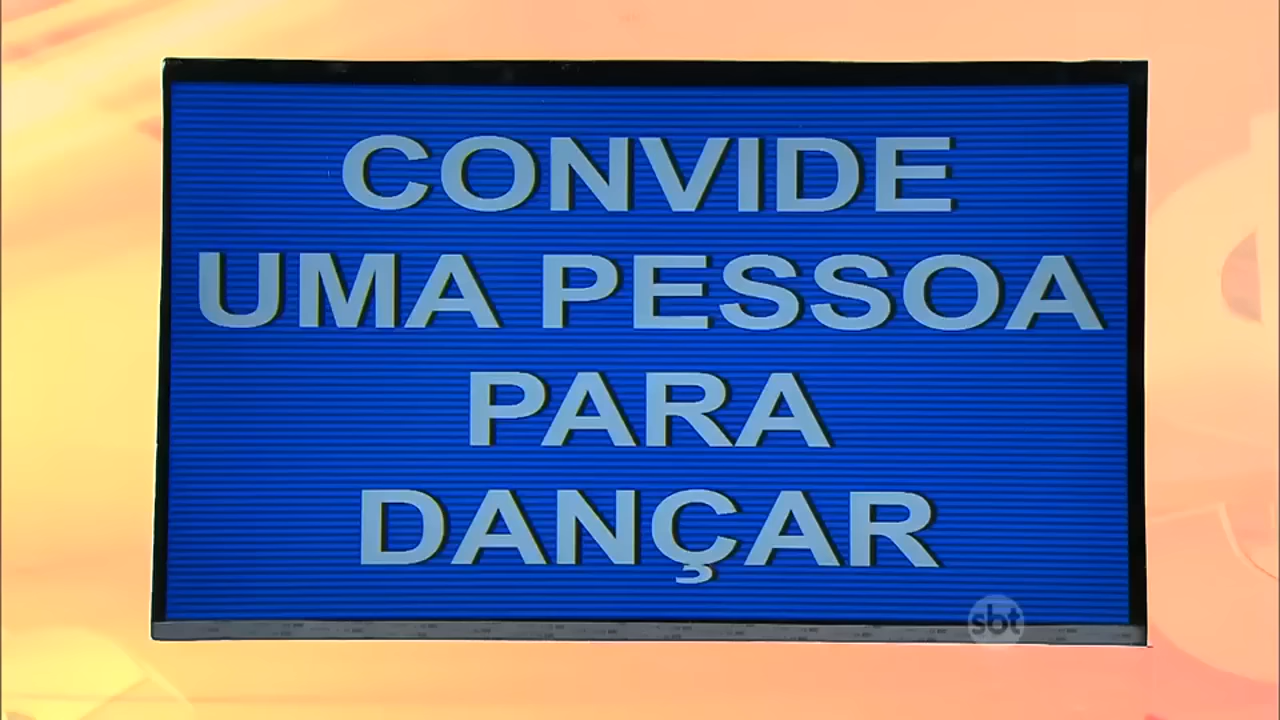 CONVIDE
UMA PESSOA
PARA
DANÇAR
sbt